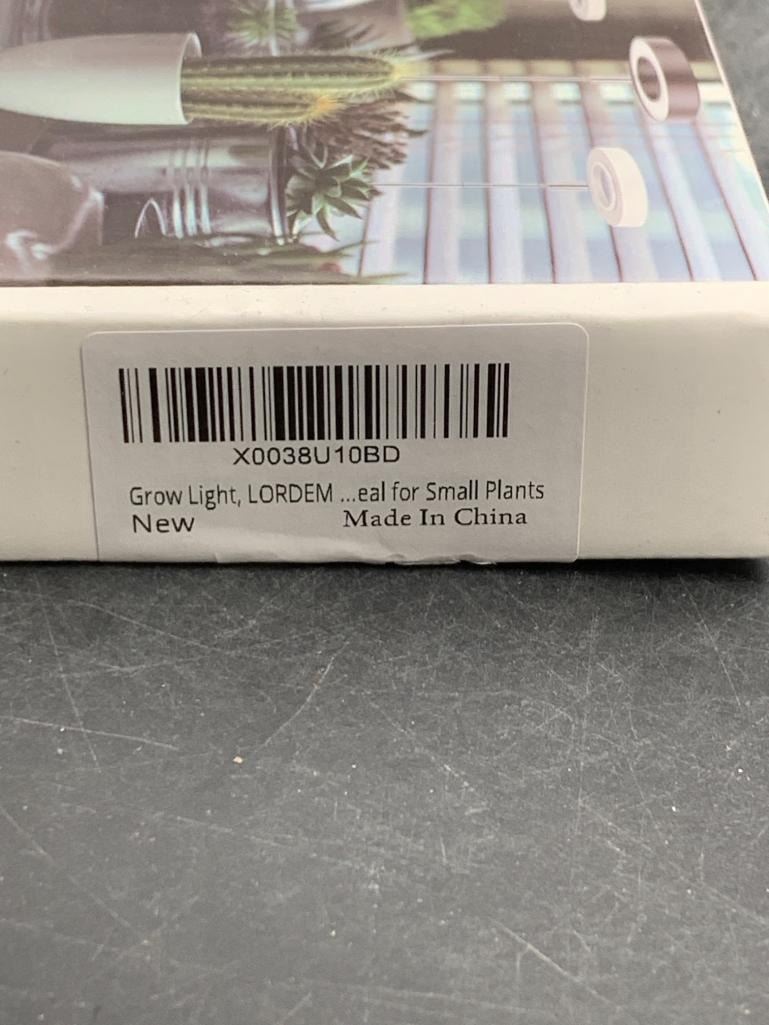 X0038U10BD
Grow Light, LORDEM ...eal for Small Plants
New Made In China